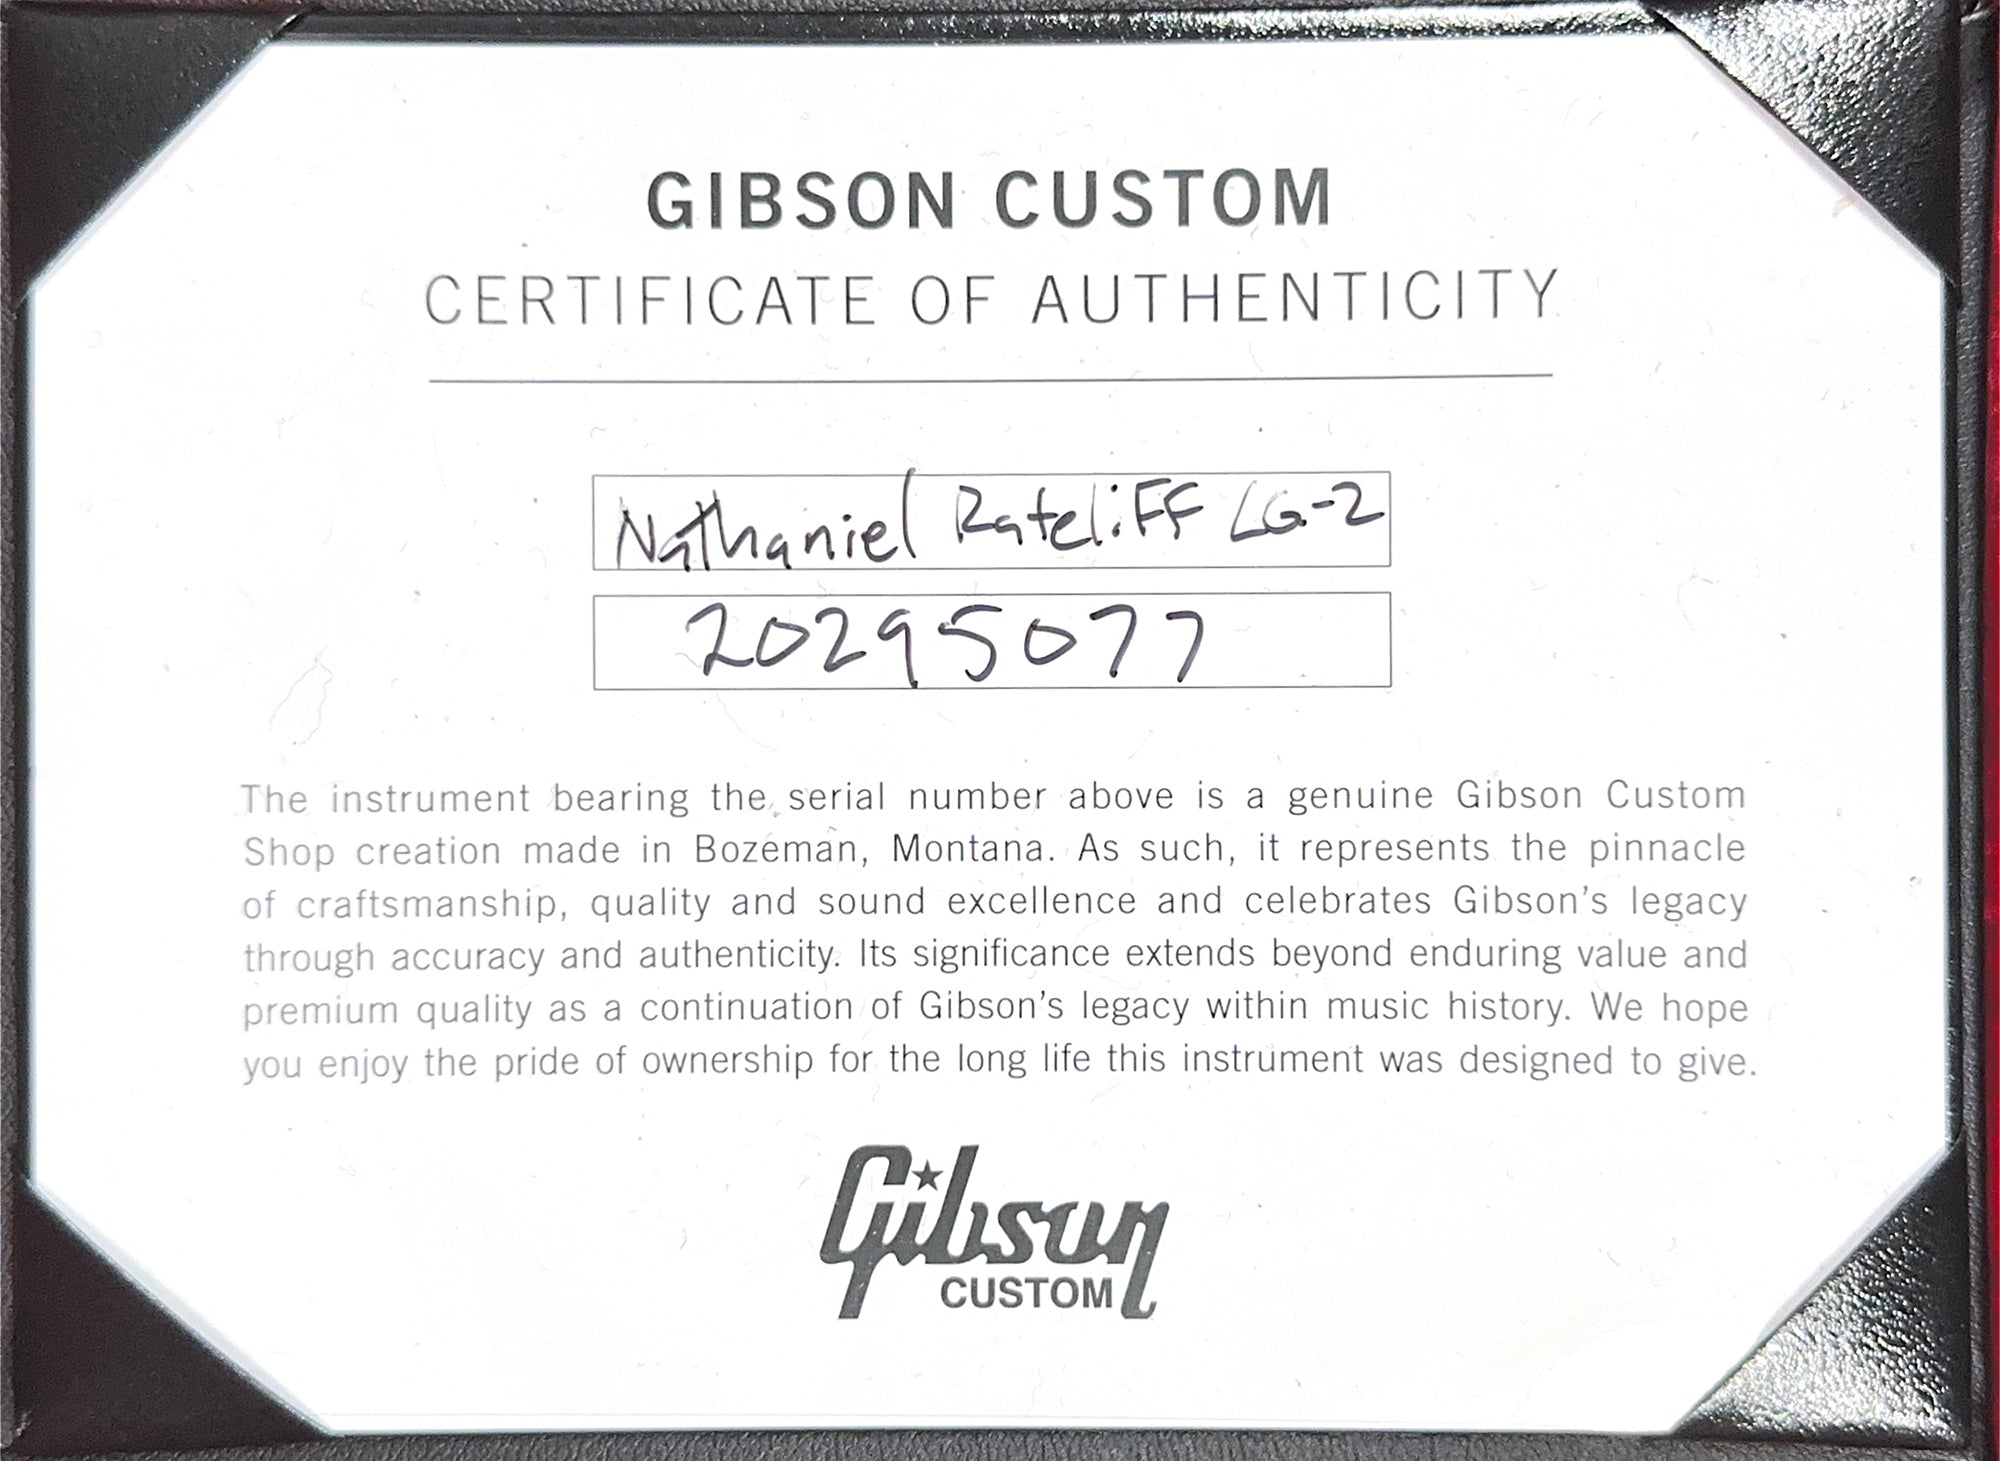 GIBSON CUSTOM
CERTIFICATE OF AUTHENTICITY
Nathaniel RateliFF LG-2
20295077
The instrument bearing the serial number above is a genuine Gibson Custom
Shop creation made in Bozeman, Montana. As such, it represents the pinnacle
of craftsmanship, quality and sound excellence and celebrates Gibson's legacy
through accuracy and authenticity. Its significance extends beyond enduring value and
premium quality as a continuation of Gibson's legacy within music history. We hope
you enjoy the pride of ownership for the long life this instrument was designed to give.
Gibson
CUSTOM